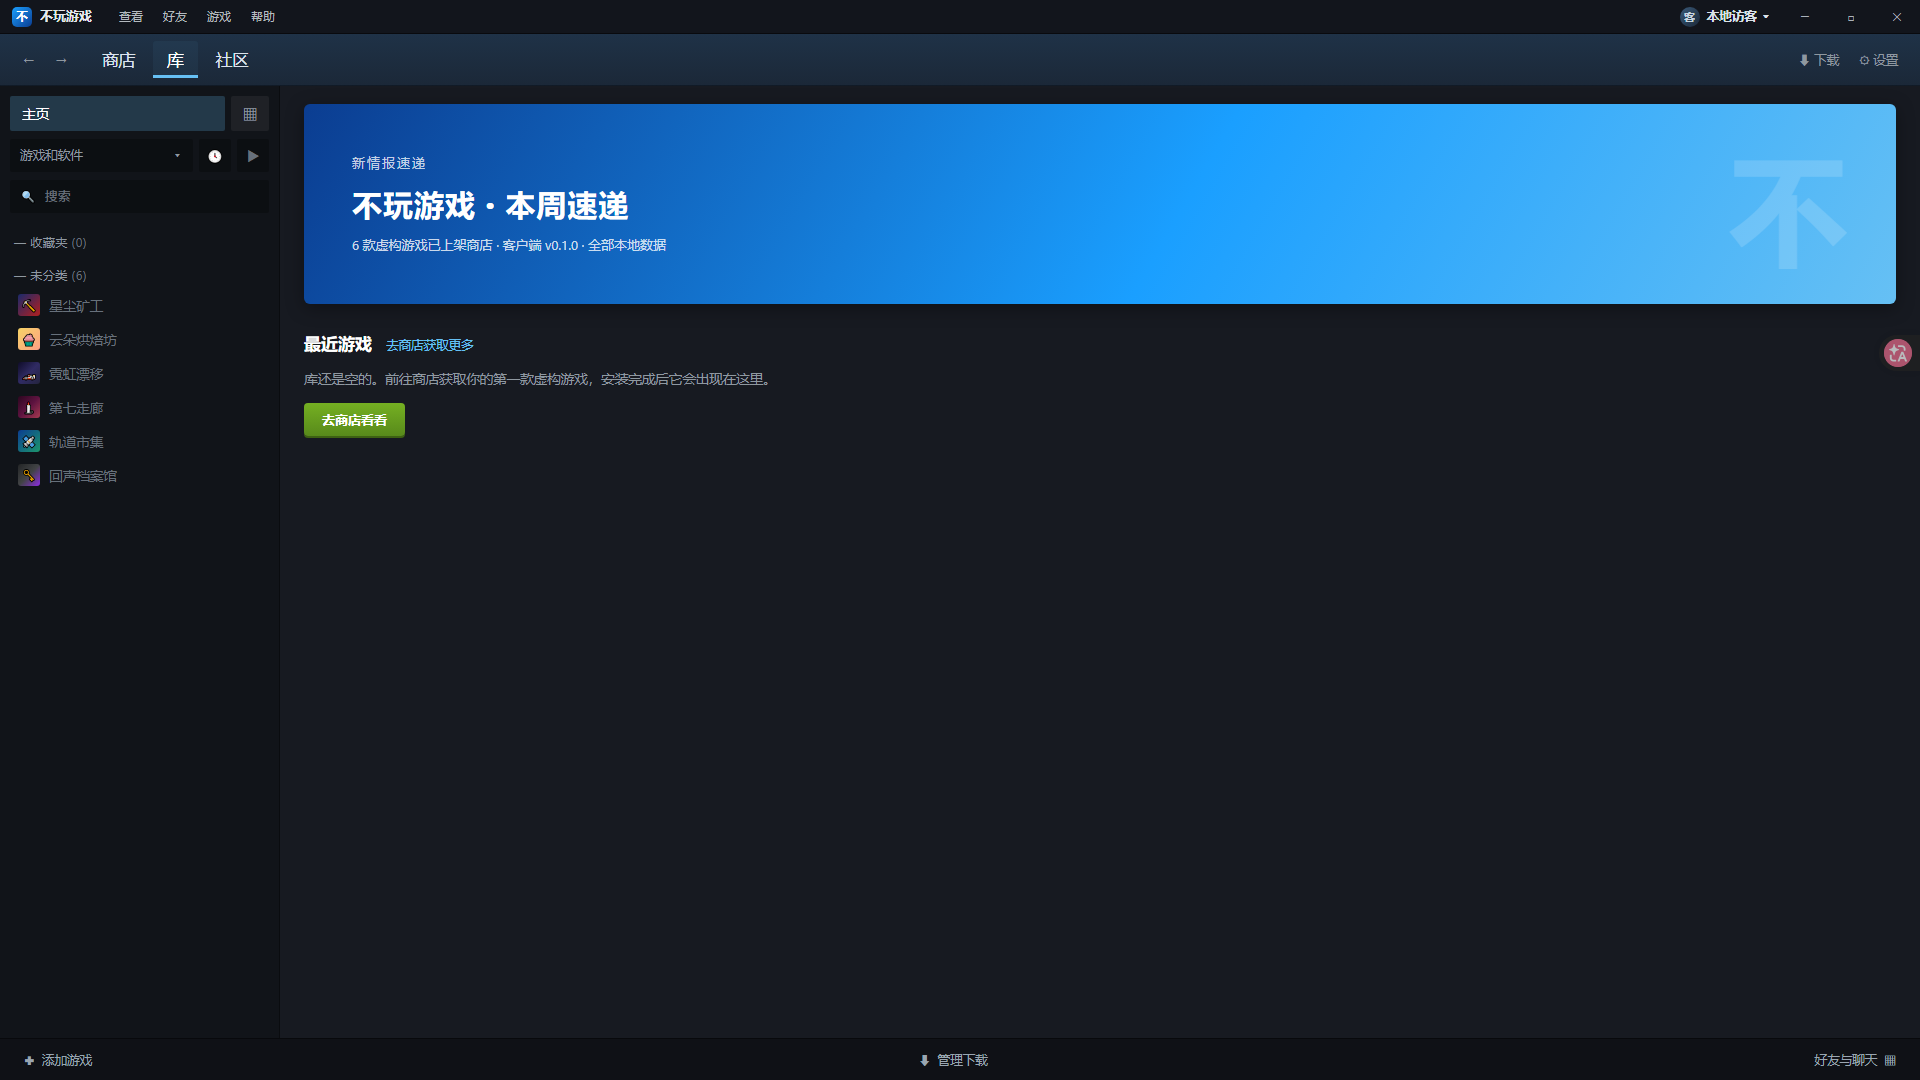 不 不玩游戏 查看 好友 游戏 帮助 客 本地访客
← → 商店 库 社区 下载 设置
主页
游戏和软件
搜索
— 收藏夹 (0)
— 未分类 (6)
星尘矿工
云朵烘焙坊
霓虹漂移
第七走廊
轨道市集
回声档案馆
新情报速递
不玩游戏 · 本周速递
6 款虚构游戏已上架商店 · 客户端 v0.1.0 · 全部本地数据
不
最近游戏 去商店获取更多
库还是空的。前往商店获取你的第一款虚构游戏，安装完成后它会出现在这里。
去商店看看
添加游戏 管理下载 好友与聊天